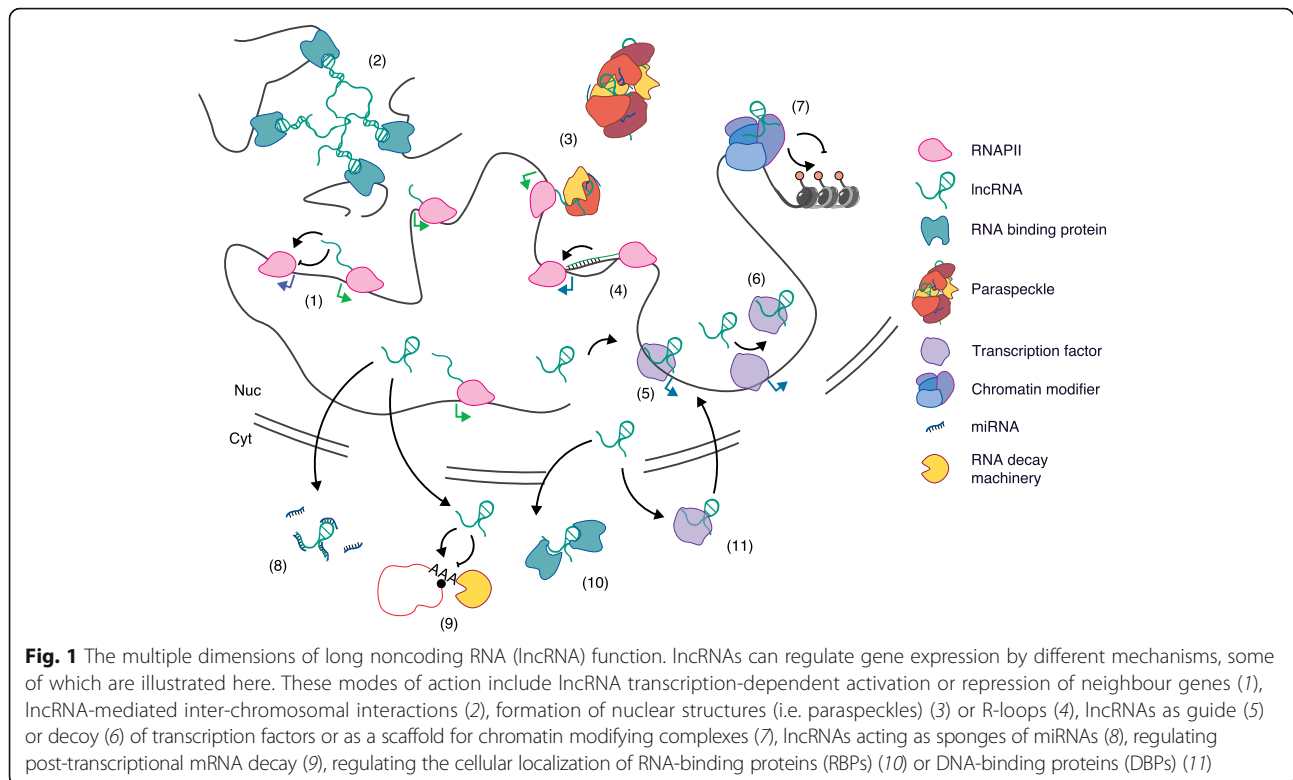 (2)
(3)
(7)
RNAPII
lncRNA
RNA binding protein
(1)
(4)
(6)
Paraspeckle
Transcription factor
(5)
Nuc
Chromatin modifier
Cyt
miRNA
RNA decay
machinery
(8)
AAA
(10)
(11)
(9)
Fig. 1 The multiple dimensions of long noncoding RNA (lncRNA) function. lncRNAs can regulate gene expression by different mechanisms, some
of which are illustrated here. These modes of action include lncRNA transcription-dependent activation or repression of neighbour genes (1),
lncRNA-mediated inter-chromosomal interactions (2), formation of nuclear structures (i.e. paraspeckles) (3) or R-loops (4), lncRNAs as guide (5)
or decoy (6) of transcription factors or as a scaffold for chromatin modifying complexes (7), lncRNAs acting as sponges of miRNAs (8), regulating
post-transcriptional mRNA decay (9), regulating the cellular localization of RNA-binding proteins (RBPs) (10) or DNA-binding proteins (DBPs) (11)